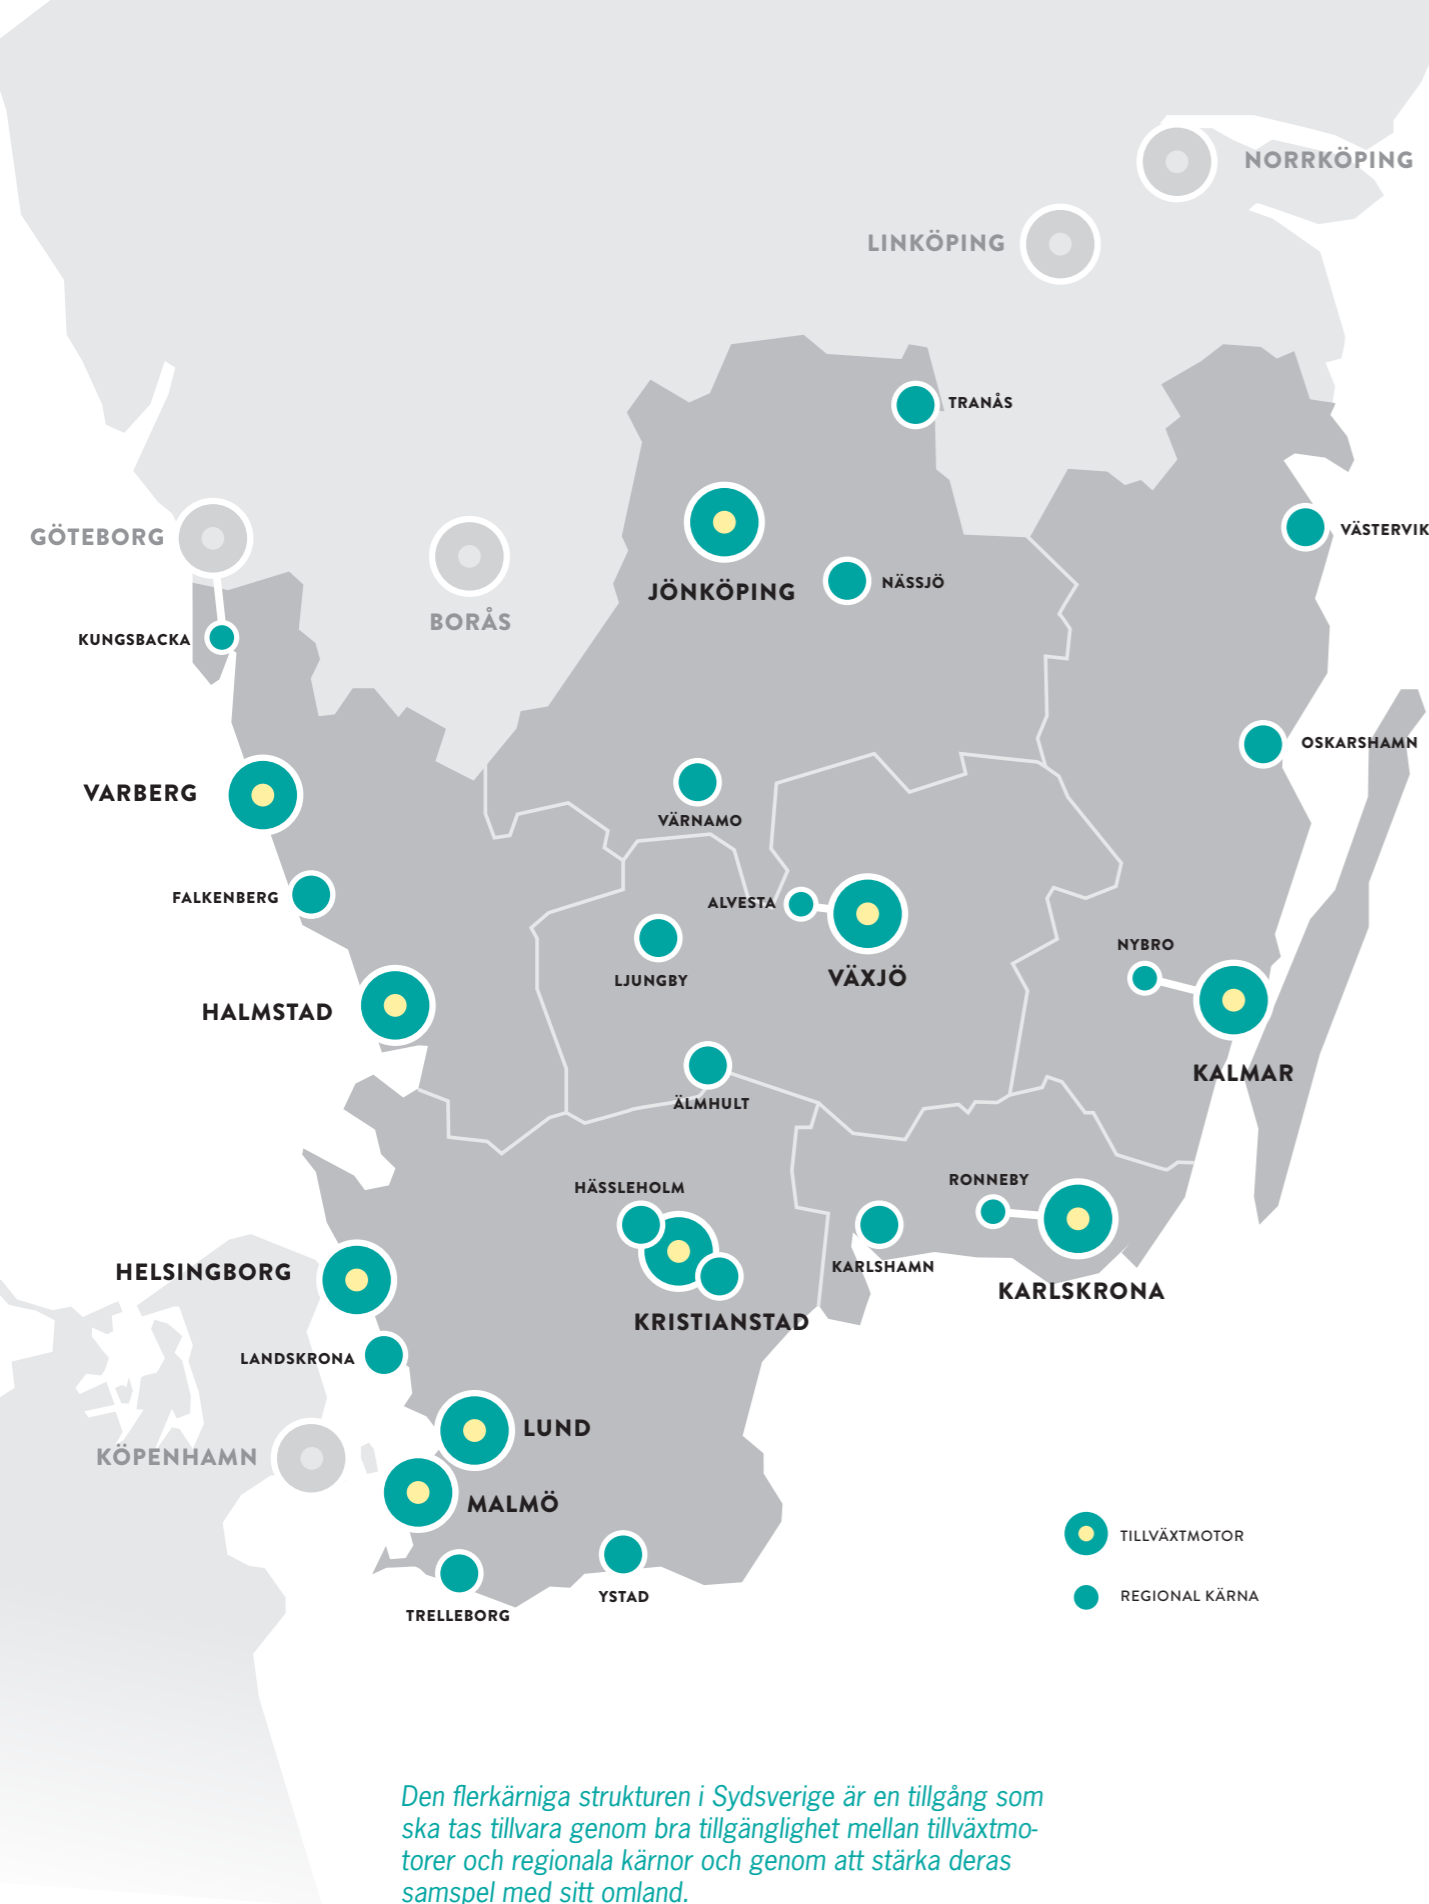 NORRKÖPING
LINKÖPING
TRANÅS
VÄSTERVIK
GÖTEBORG
JÖNKÖPING
NÄSSJÖ
BORÅS
KUNGSBACKA
OSKARSHAMN
VARBERG
VÄRNAMO
FALKENBERG
ALVESTA
NYBRO
LJUNGBY
VÄXJÖ
HALMSTAD
KALMAR
ÄLMHULT
HÄSSLEHOLM
RONNEBY
HELSINGBORG
KARLSHAMN
KARLSKRONA
KRISTIANSTAD
LANDSKRONA
LUND
KÖPENHAMN
MALMÖ
TILLVÄXTMOTOR
YSTAD
REGIONAL KÄRNA
TRELLEBORG
Den flerkärniga strukturen i Sydsverige är en tillgång som
ska tas tillvara genom bra tillgänglighet mellan tillväxtmo-
torer och regionala kärnor och genom att stärka deras
samspel med sitt omland.